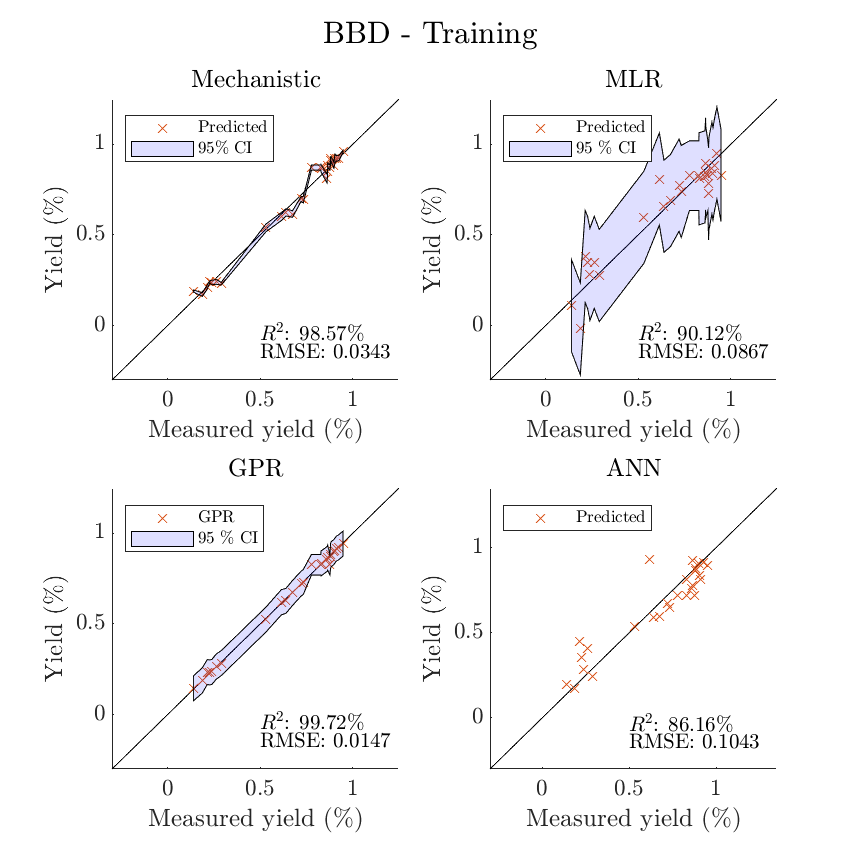 BBD - Training
Mechanistic
Predicted
95% CI
1
0.5
0
Yield (%)
R²: 98.57%
RMSE: 0.0343
0 0.5 1
Measured yield (%)
MLR
Predicted
95% CI
1
0.5
0
Yield (%)
R²: 90.12%
RMSE: 0.0867
0 0.5 1
Measured yield (%)
GPR
GPR
95 % CI
1
0.5
0
Yield (%)
R²: 99.72%
RMSE: 0.0147
0 0.5 1
Measured yield (%)
ANN
Predicted
1
0.5
0
Yield (%)
R²: 86.16%
RMSE: 0.1043
0 0.5 1
Measured yield (%)